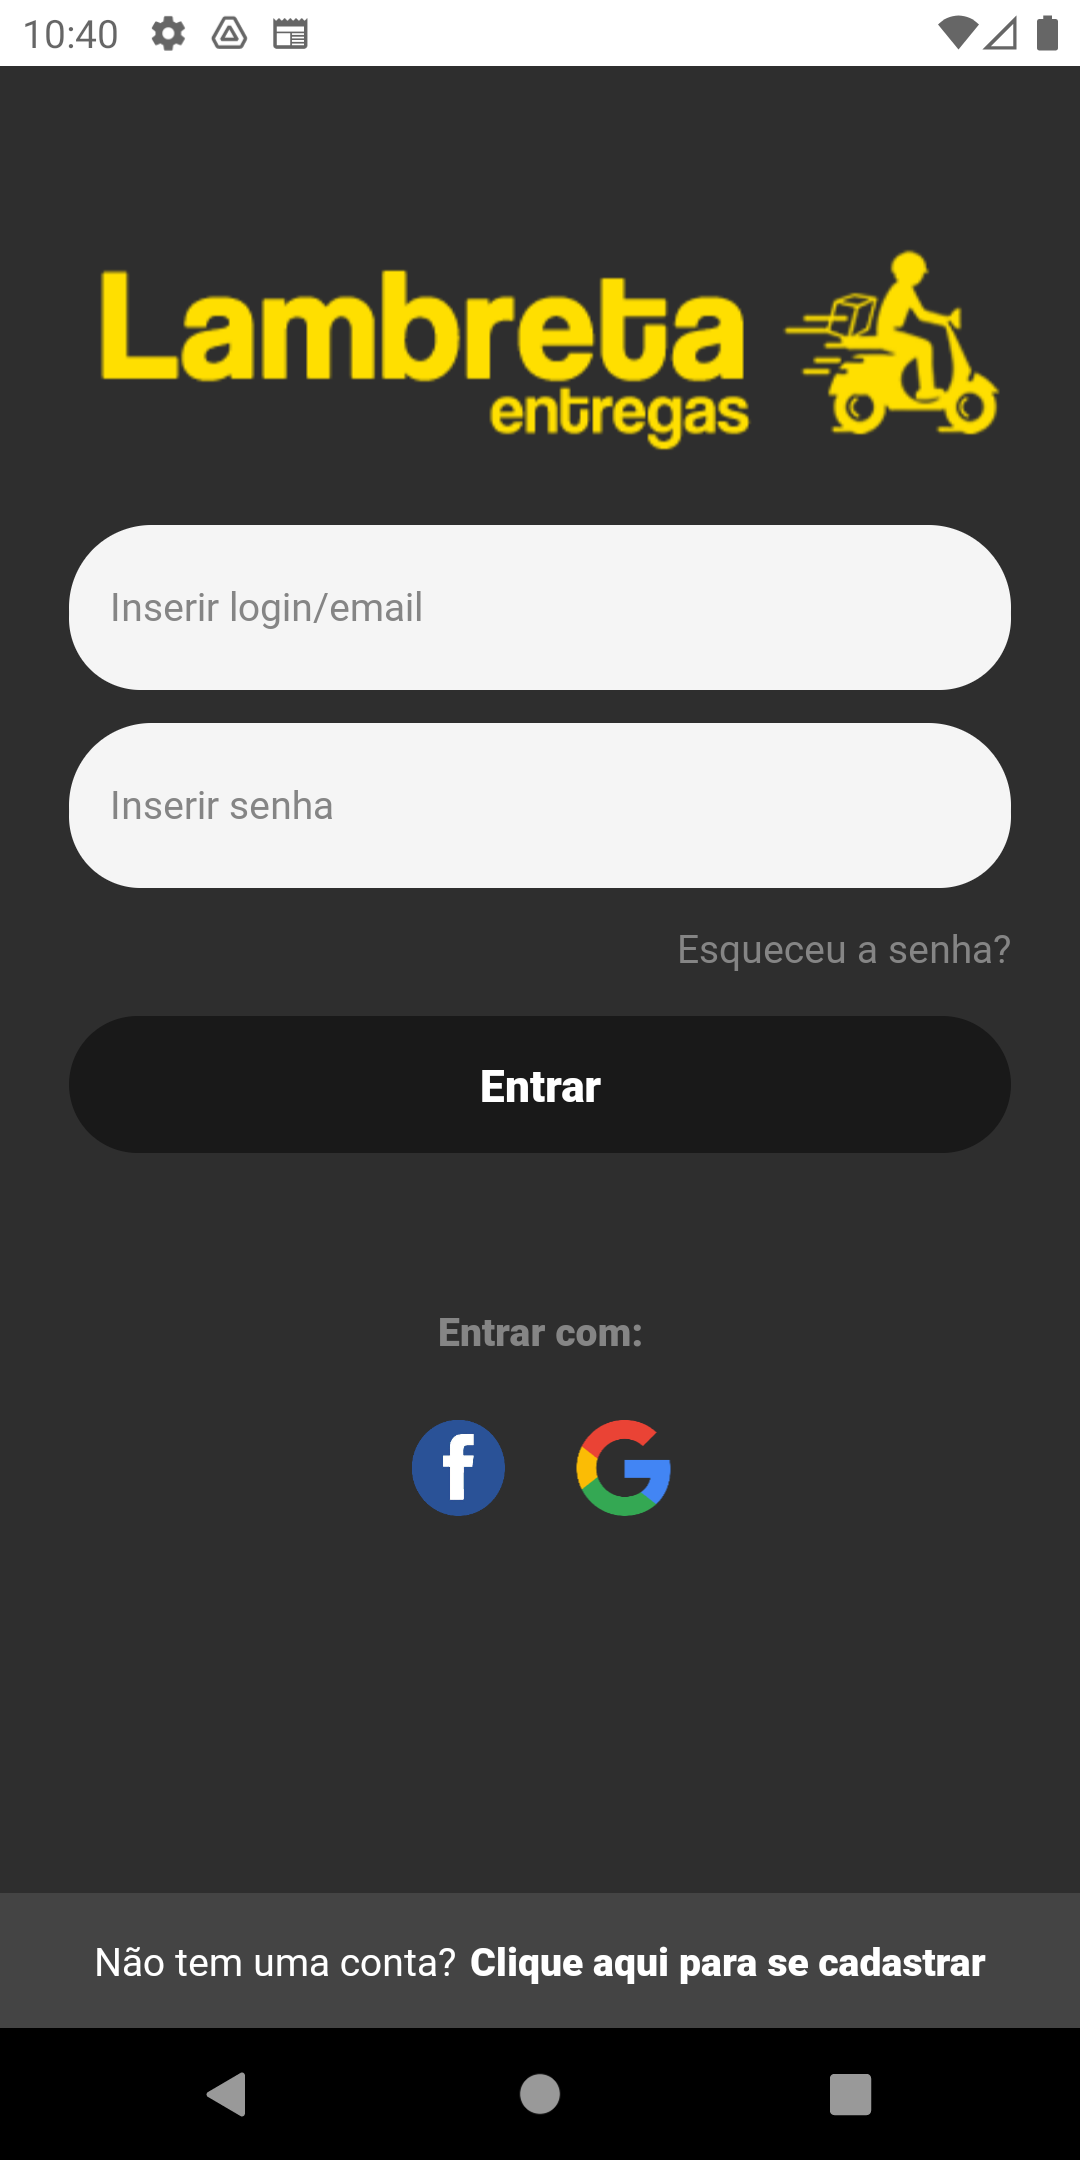 10:40
Lambreta
entregas
Inserir login/email
Inserir senha
Esqueceu a senha?
Entrar
Entrar com:
Não tem uma conta? Clique aqui para se cadastrar